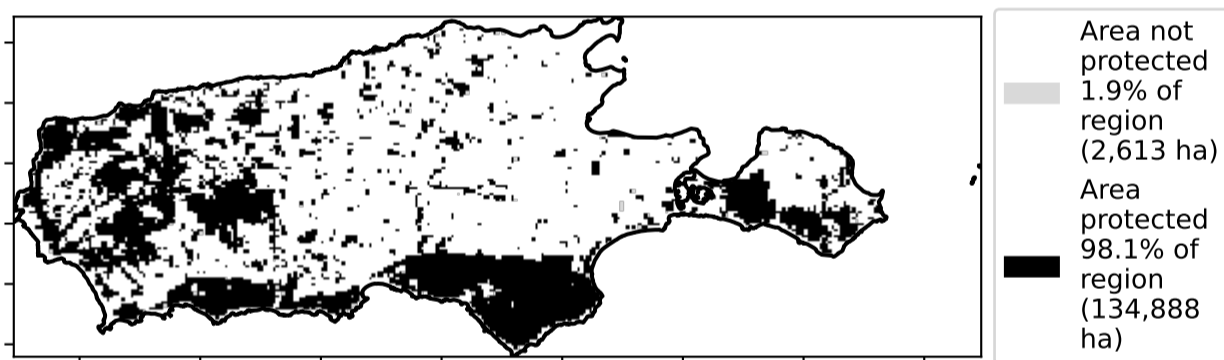 Area not
protected
1.9% of
region
(2,613 ha)
Area
protected
98.1% of
region
(134,888
ha)